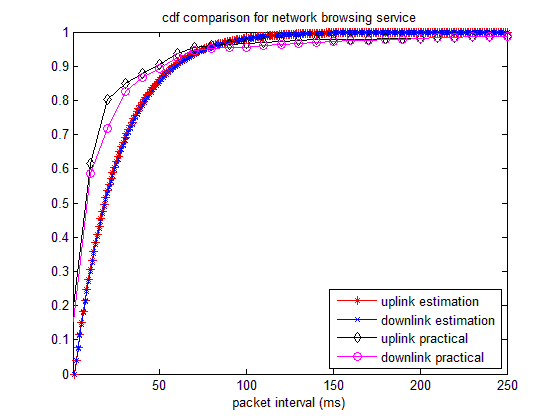 cdf comparison for network browsing service
1
0.9
0.8
0.7
0.6
0.5
0.4
0.3
0.2
0.1
0
50
100
150
200
250
packet interval (ms)
uplink estimation
downlink estimation
uplink practical
downlink practical